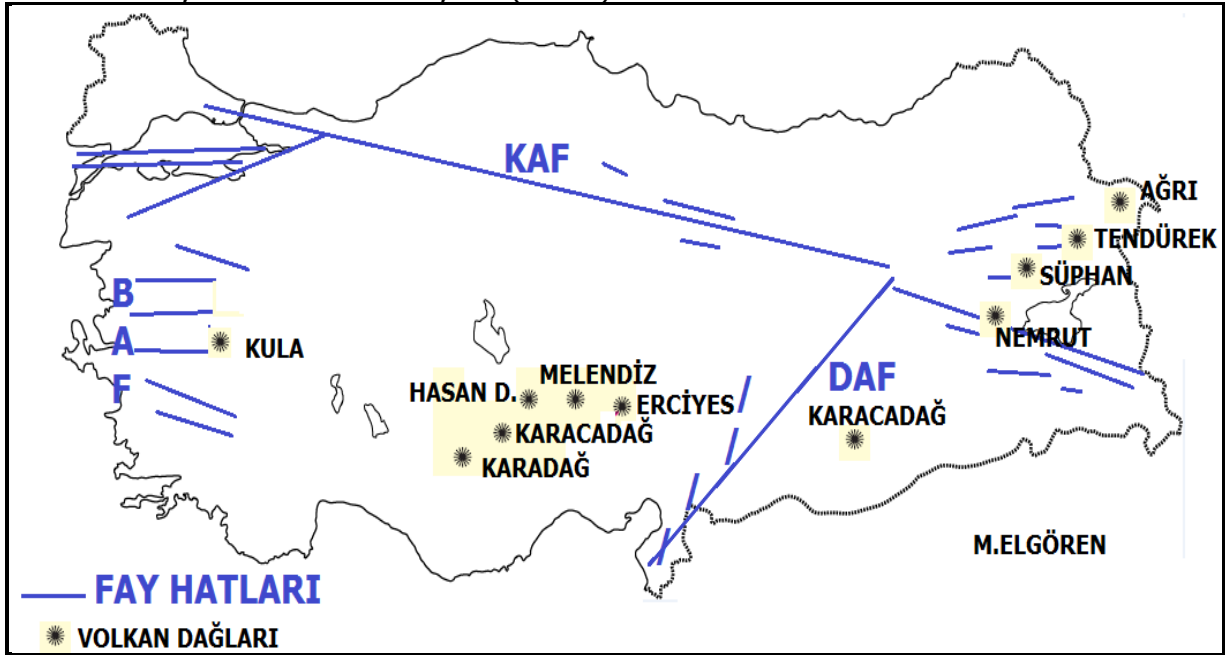 KAF
AĞRI
TENDÜREK
SÜPHAN
NEMRUT
B
A
F
KULA
HASAN D.
MELENDİZ
ERCİYES
KARACADAĞ
KARADAĞ
DAF
KARACADAĞ
M.ELGÖREN
FAY HATLARI
VOLKAN DAĞLARI